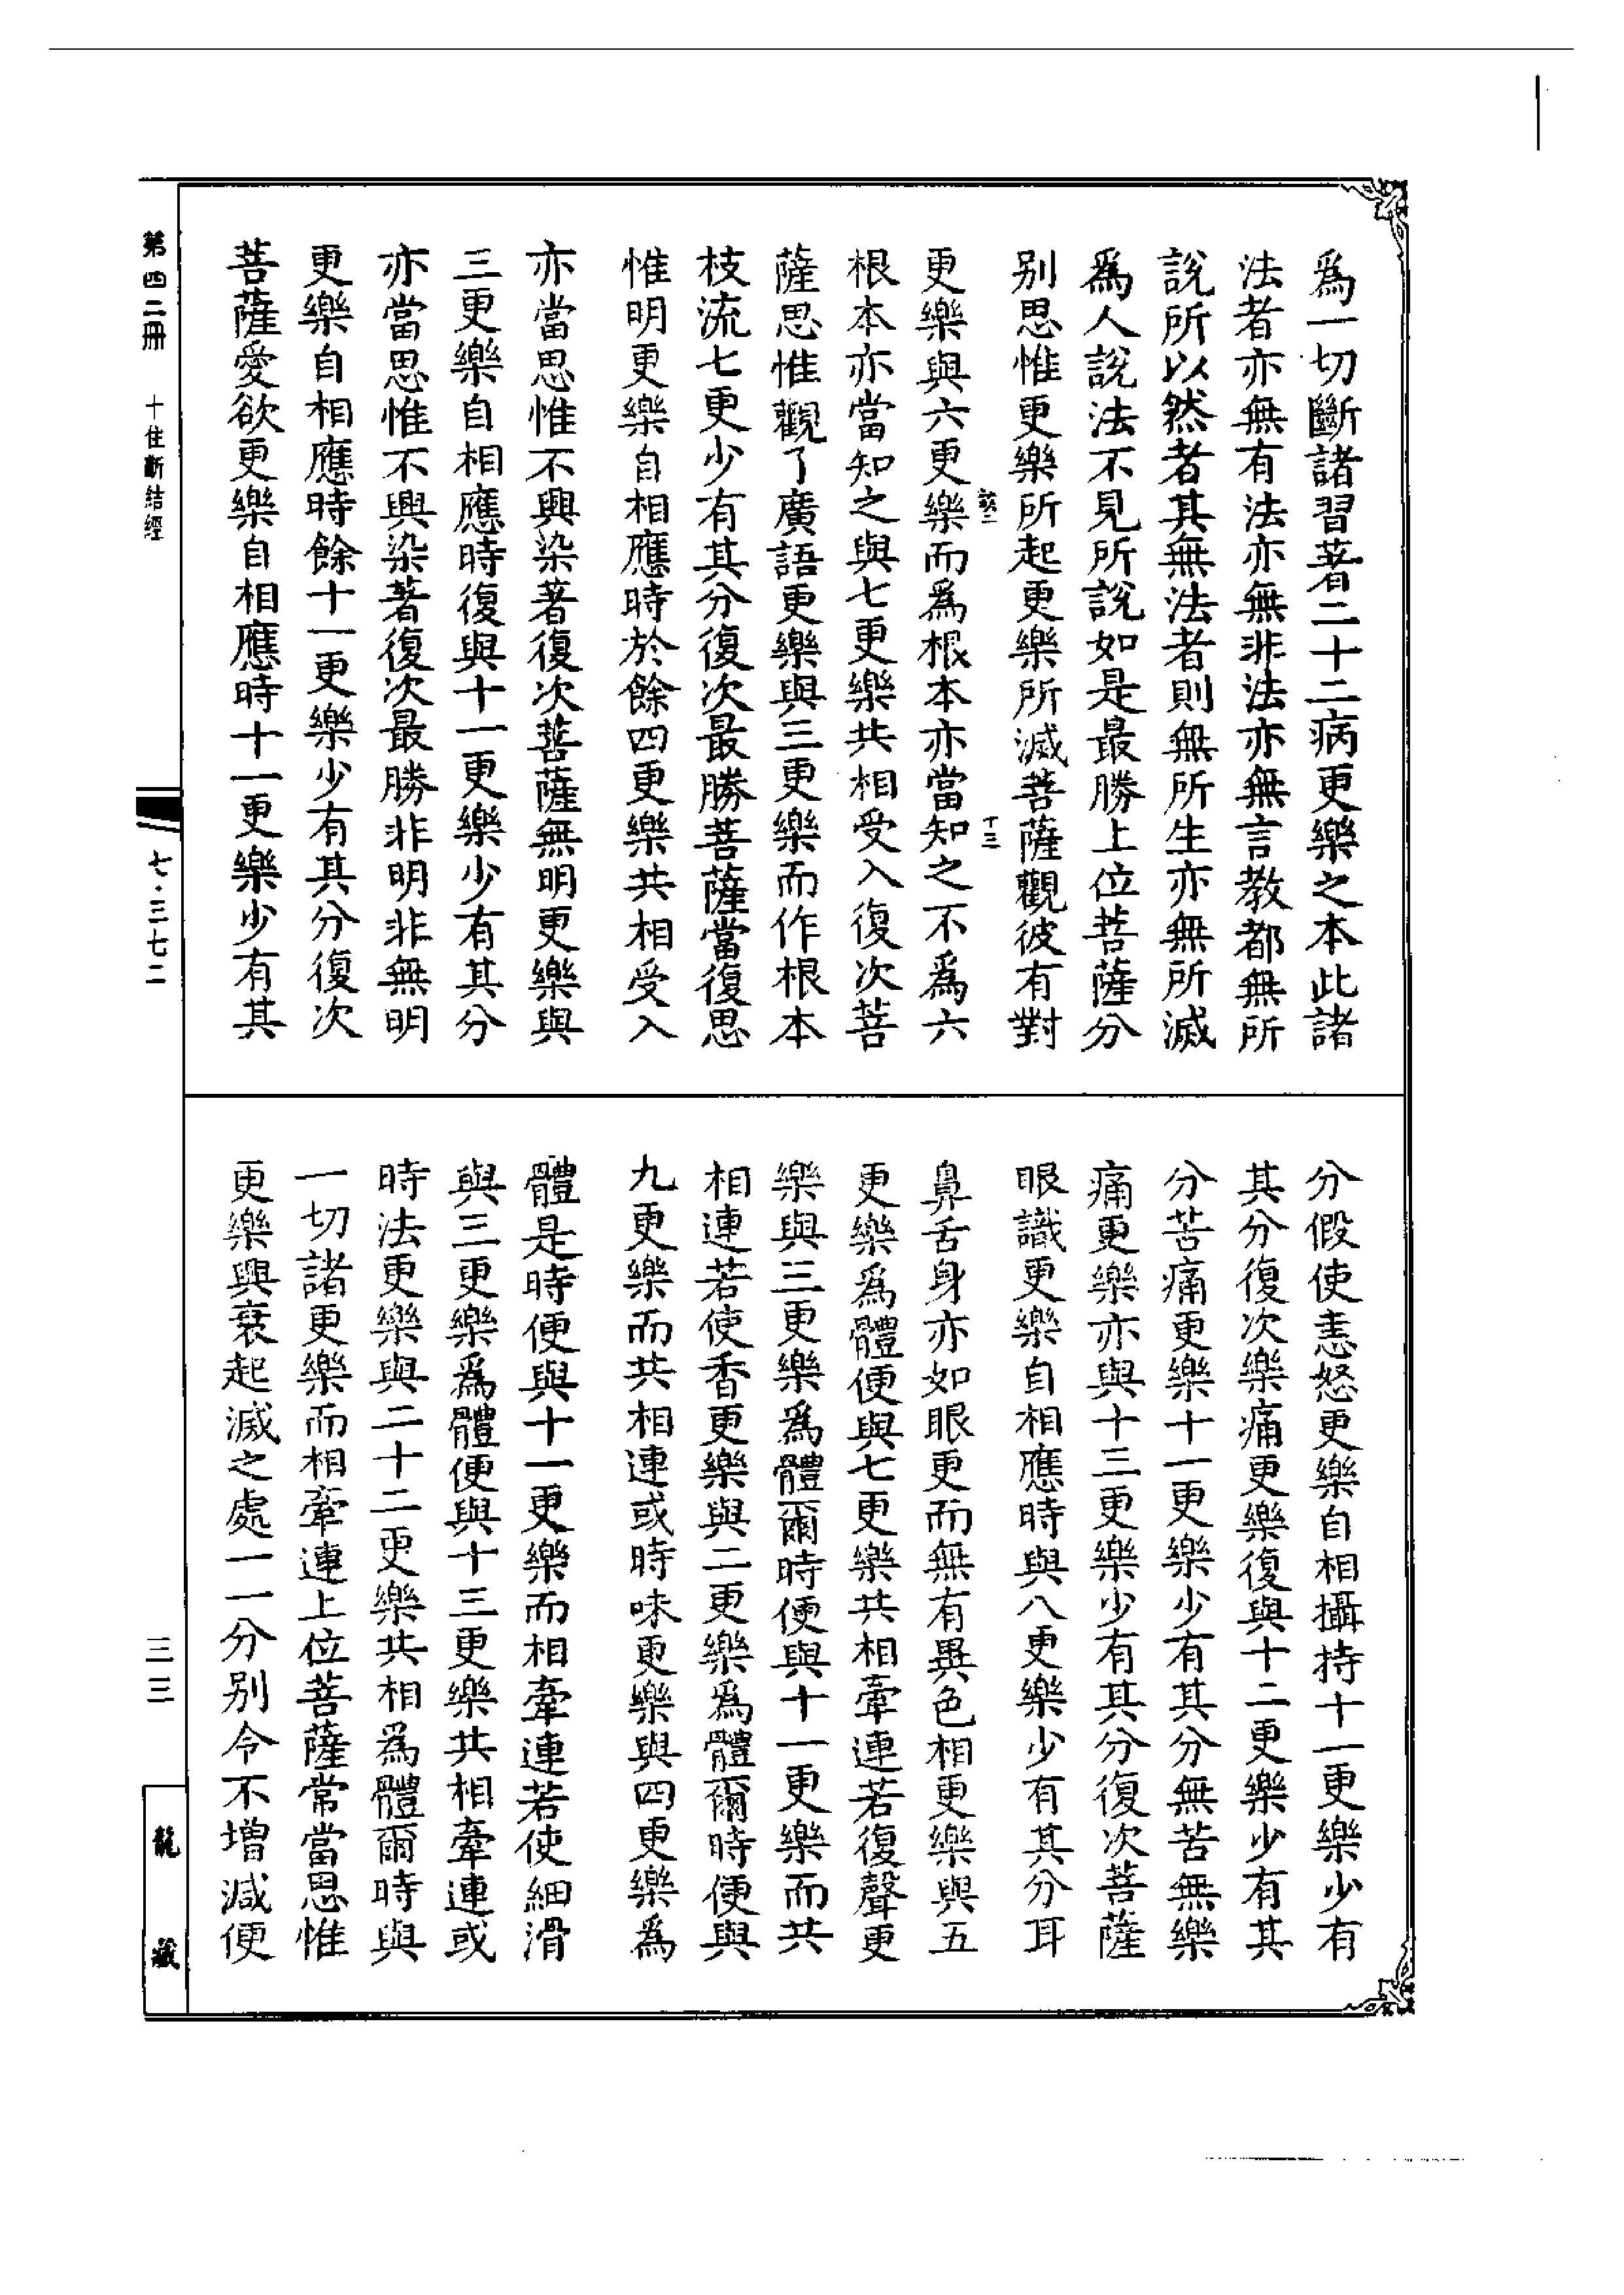 為一切斷諸習著二十二病更樂之本此諸
法者亦無有法亦無非法亦無言教都無所
說所以然者其無法者則無所生亦無所滅
為人說法不見所說如是最勝上位菩薩分
別思惟更樂所起更樂所滅菩薩觀彼有對
更樂與六更樂而為根本亦當知之不為六
十三
根本亦當知之與七更樂共相受入復次菩
薩思惟觀了廣語更樂與三更樂而作根本
枝流七更少有其分復次最勝菩薩當復思
惟明更樂自相應時於餘四更樂共相受入
亦當思惟不興染著復次菩薩無明更樂與
三更樂自相應時復與十一更樂少有其分
亦當思惟不興染著復次最勝非明非無明
更樂自相應時餘十一更樂少有其分復次
菩薩愛欲更樂自相應時十一更樂少有其
分假使恚怒更樂自相攝持十一更樂少有
其分復次樂痛更樂復與十二更樂少有其
分苦痛更樂十一更樂少有其分無苦無樂
痛更樂亦與十三更樂少有其分復次菩薩
眼識更樂自相應時與八更樂少有其分耳
鼻舌身亦如眼更而無有異色相更樂與五
更樂為體便與七更樂共相牽連若復聲更
樂與三更樂為體爾時便與十一更樂而共
相連若使香更樂與二更樂為體爾時便與
九更樂而共相連或時味更樂與四更樂為
體是時便與十一更樂而相牽連若使細滑
與三更樂為體便與十三更樂共相牽連或
時法更樂與二十二更樂共相為體爾時與
一切諸更樂而相牽連上位菩薩常當思惟
更樂興衰起滅之處一一分別令不增減便
第四二冊 十住斷結經
七·三七二
三三
龍藏